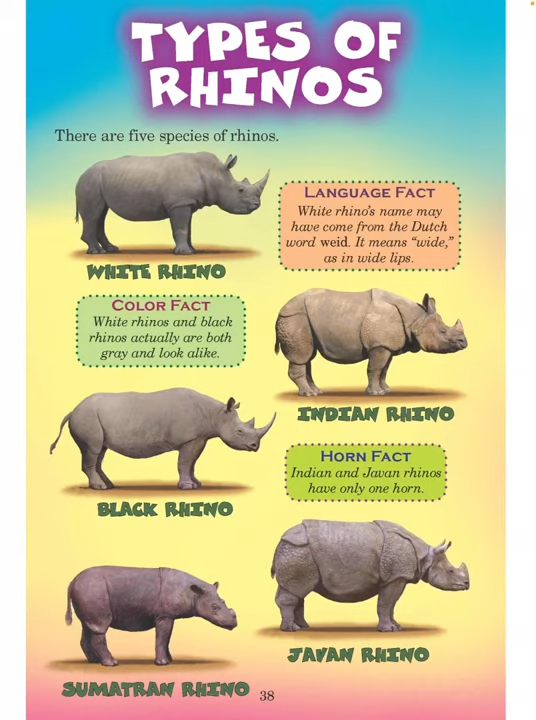 TYPES OF
RHINOS
There are five species of rhinos.
WHITE RHINO
LANGUAGE FACT
White rhino's name may
have come from the Dutch
word weid. It means "wide,"
as in wide lips.
COLOR FACT
White rhinos and black
rhinos actually are both
gray and look alike.
INDIAN RHINO
BLACK RHINO
HORN FACT
Indian and Javan rhinos
have only one horn.
JAVAN RHINO
SUMATRAN RHINO
38